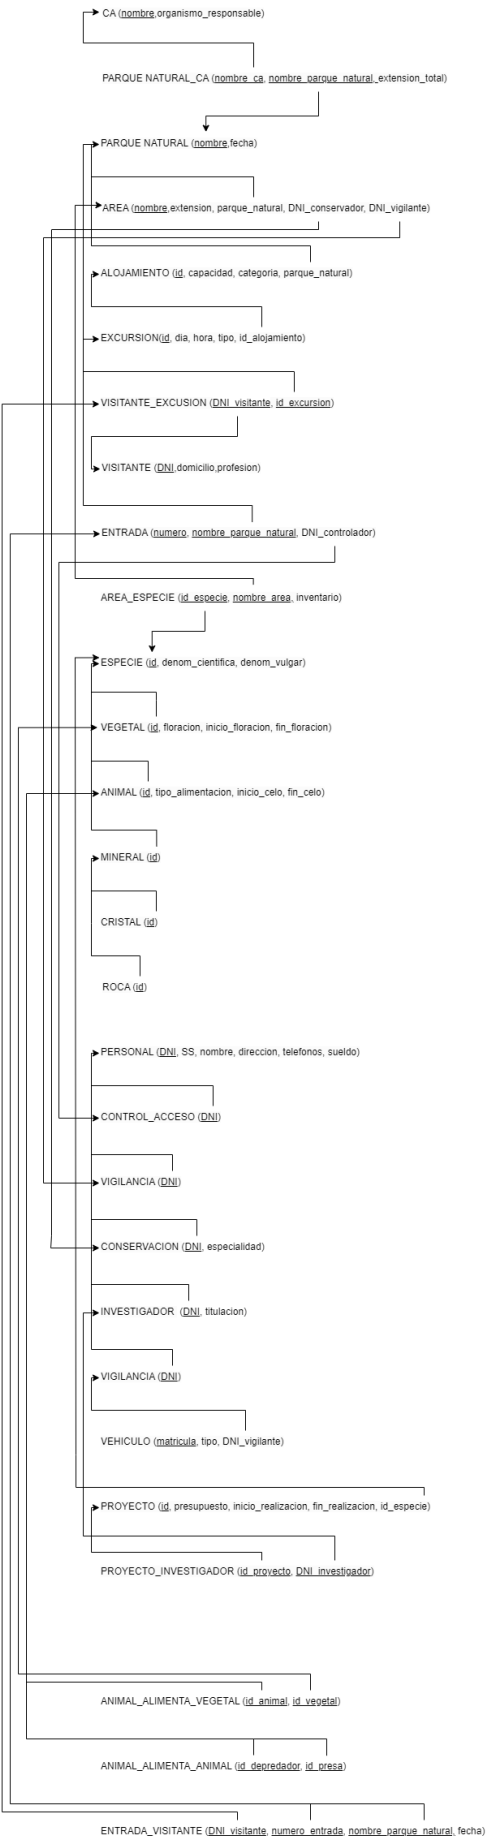 CA (nombre,organismo_responsable)
PARQUE NATURAL_CA (nombre_ca, nombre_parque_natural, extension_total)
PARQUE NATURAL (nombre,fecha)
AREA (nombre,extension, parque_natural, DNI_conservador, DNI_vigilante)
ALOJAMIENTO (id, capacidad, categoria, parque_natural)
EXCURSION(id, dia, hora, tipo, id_alojamiento)
VISITANTE_EXCUSION (DNI_visitante, id_excursion)
VISITANTE (DNI,domicilio,profesion)
ENTRADA (numero, nombre_parque_natural, DNI_controlador)
AREA_ESPECIE (id_especie, nombre_area, inventario)
ESPECIE (id, denom_cientifica, denom_vulgar)
VEGETAL (id, floracion, inicio_floracion, fin_floracion)
ANIMAL (id, tipo_alimentacion, inicio_celo, fin_celo)
MINERAL (id)
CRISTAL (id)
ROCA (id)
PERSONAL (DNI, SS, nombre, direccion, telefonos, sueldo)
CONTROL_ACCESO (DNI)
VIGILANCIA (DNI)
CONSERVACION (DNI, especialidad)
INVESTIGADOR (DNI, titulacion)
VIGILANCIA (DNI)
VEHICULO (matricula, tipo, DNI_vigilante)
PROYECTO (id, presupuesto, inicio_realizacion, fin_realizacion, id_especie)
PROYECTO_INVESTIGADOR (id_proyecto, DNI_investigador)
ANIMAL_ALIMENTA_VEGETAL (id_animal, id_vegetal)
ANIMAL_ALIMENTA_ANIMAL (id_depredador, id_presa)
ENTRADA_VISITANTE (DNI_visitante, numero_entrada, nombre_parque_natural, fecha)